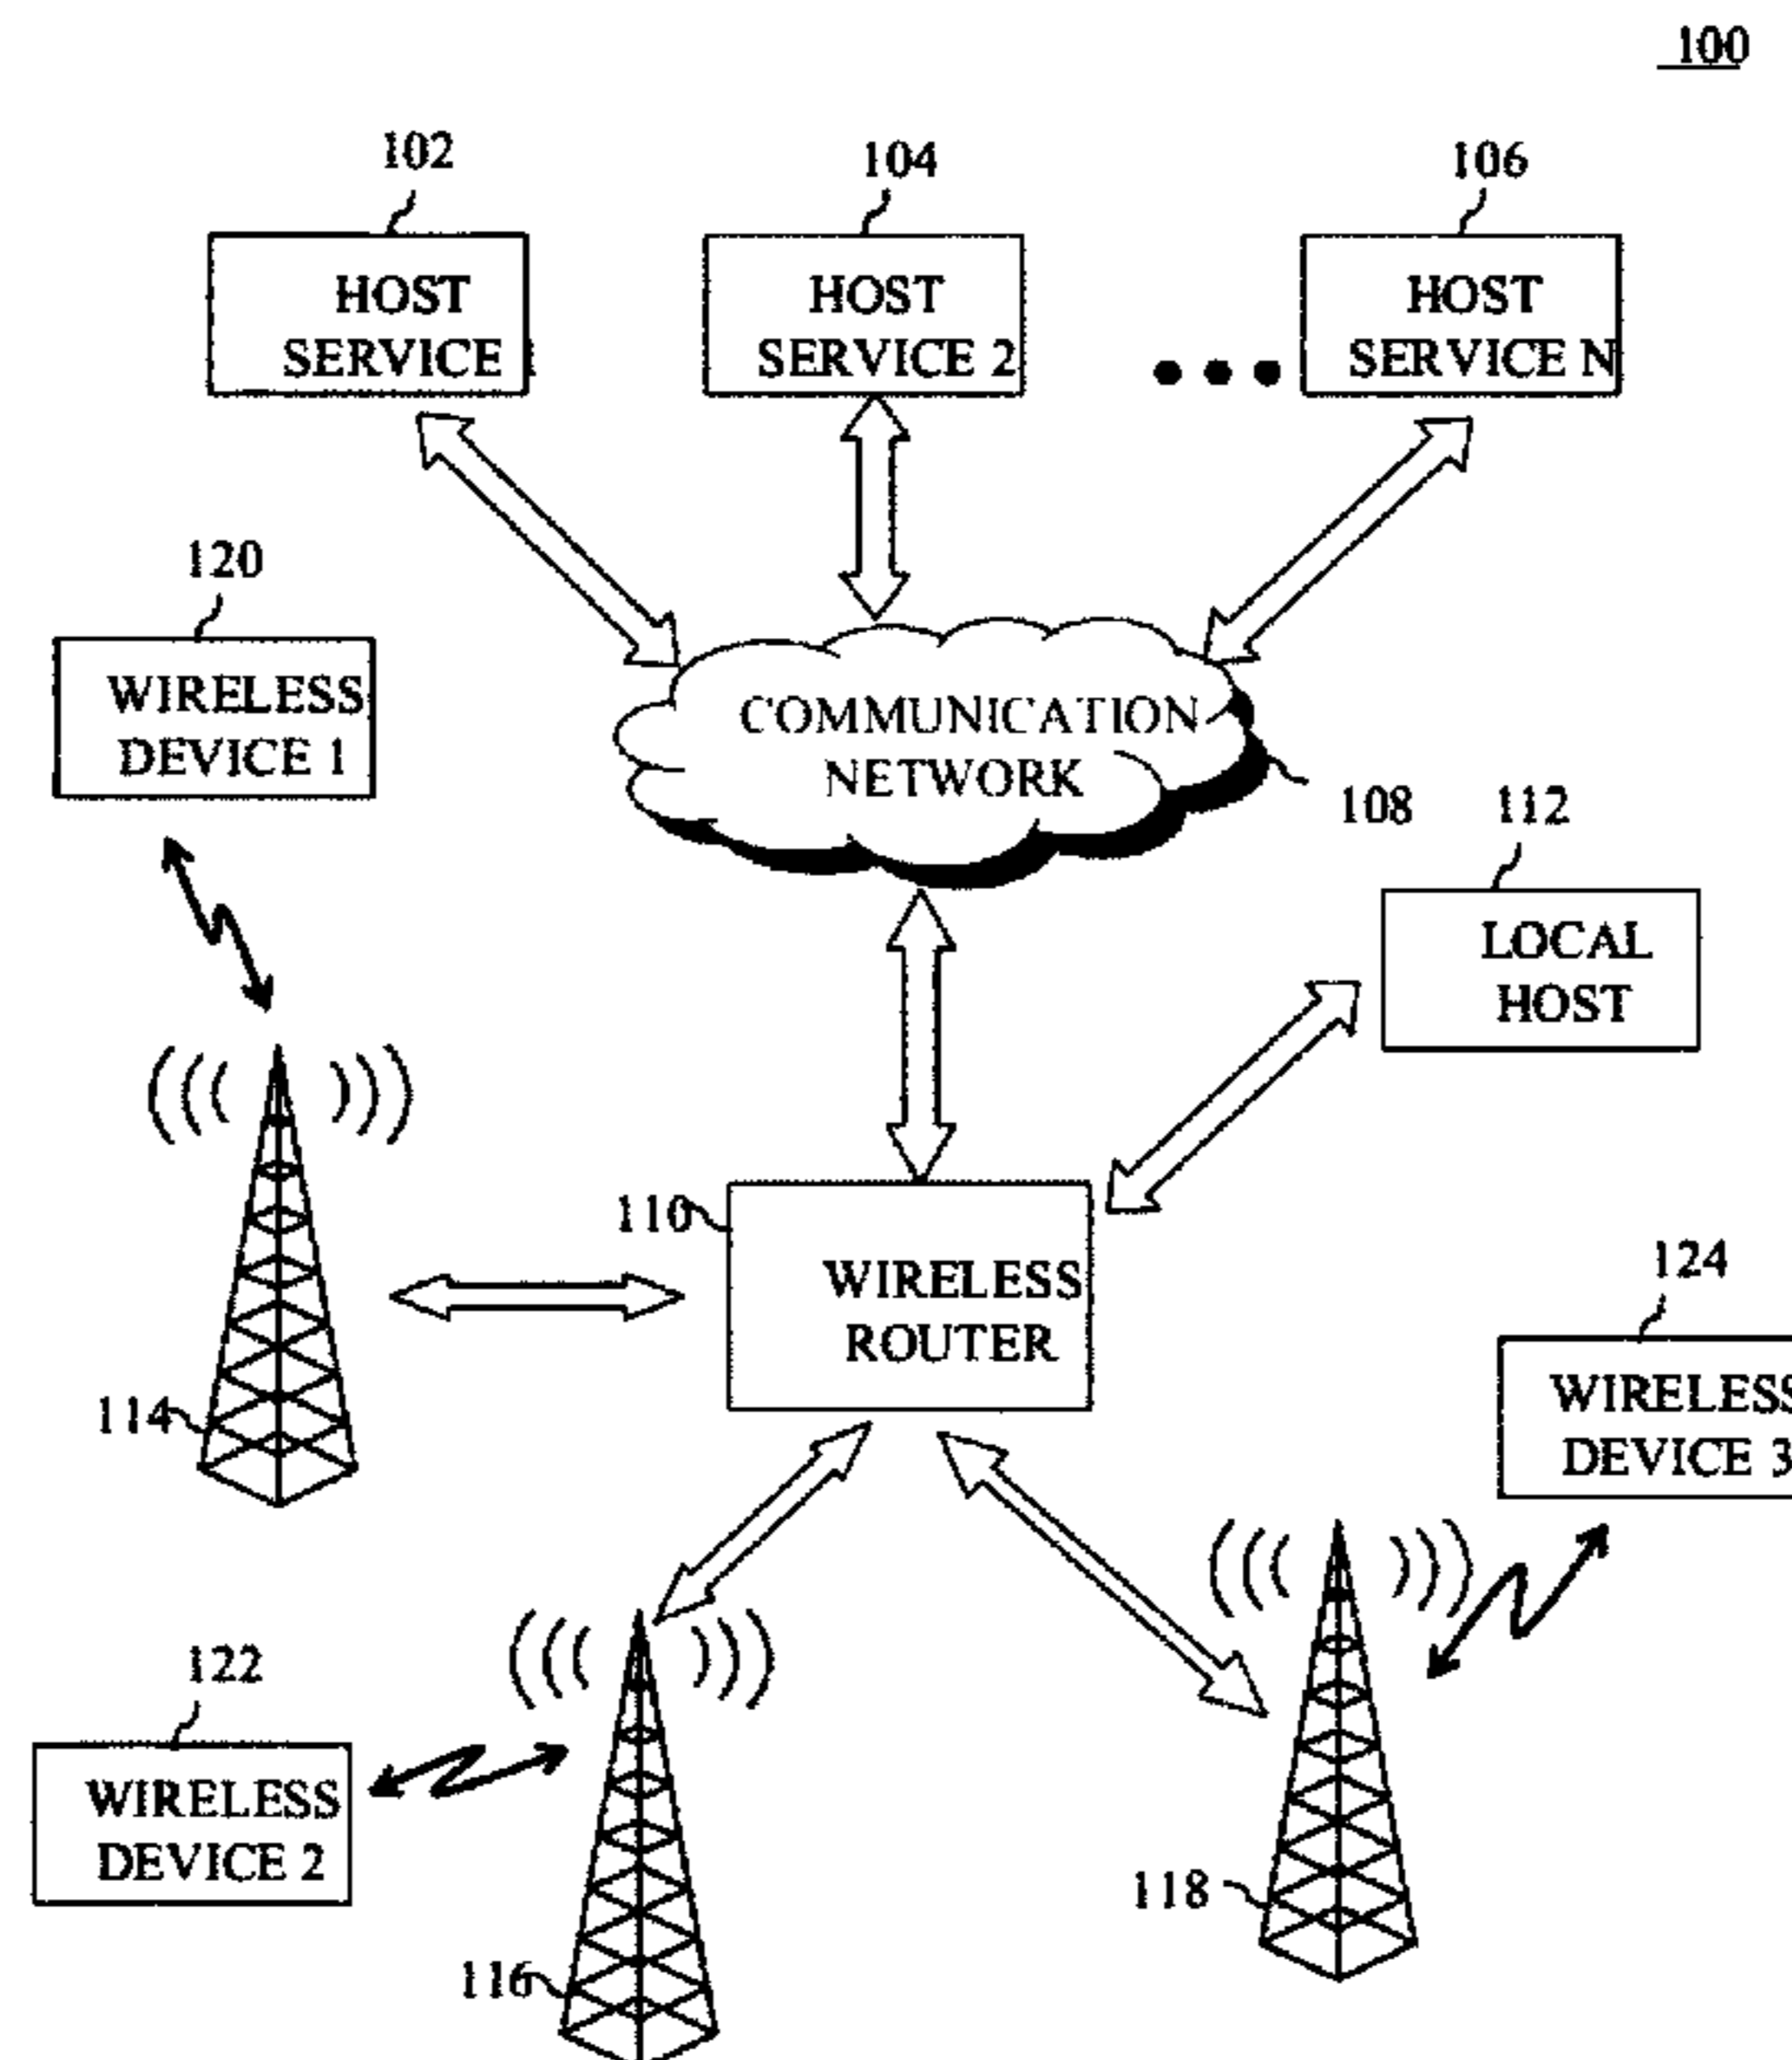 100
102
104
106
HOST
SERVICE 1
HOST
SERVICE 2
HOST
SERVICE N
120
WIRELESS
DEVICE 1
COMMUNICATION
NETWORK
108
112
LOCAL
HOST
110
WIRELESS
ROUTER
124
WIRELESS
DEVICE 3
114
122
WIRELESS
DEVICE 2
118
116